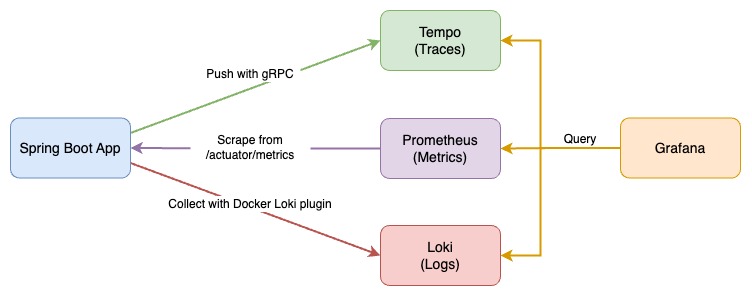 Tempo
(Traces)
Push with gRPC
Spring Boot App
Scrape from
/actuator/metrics
Prometheus
(Metrics)
Query
Grafana
Collect with Docker Loki plugin
Loki
(Logs)